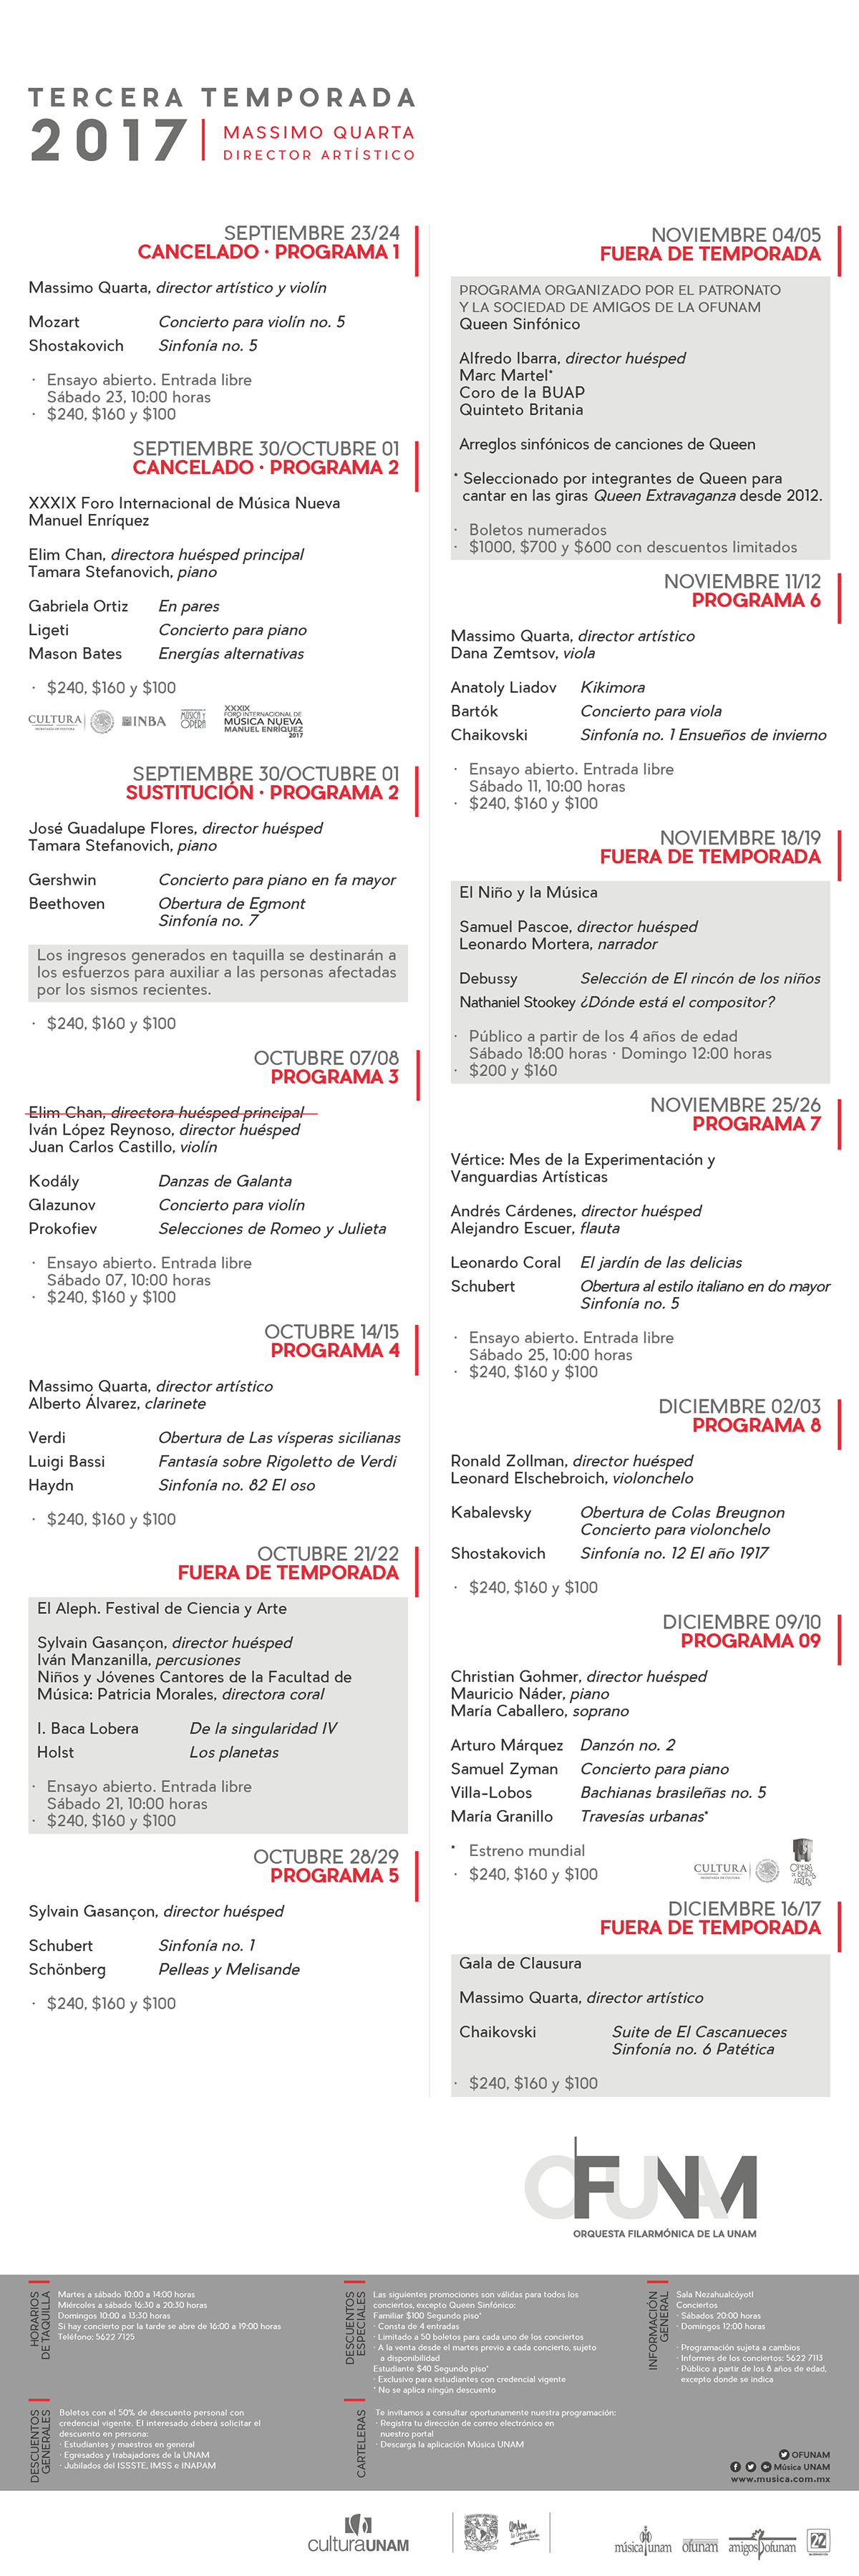 TERCERA TEMPORADA
2017
MASSIMO QUARTA
DIRECTOR ARTÍSTICO
SEPTIEMBRE 23/24
CANCELADO · PROGRAMA 1
Massimo Quarta, director artístico y violín
Mozart Concierto para violín no. 5
Shostakovich Sinfonía no. 5
· Ensayo abierto. Entrada libre
Sábado 23, 10:00 horas
· $240, $160 y $100
SEPTIEMBRE 30/OCTUBRE 01
CANCELADO · PROGRAMA 2
XXXIX Foro Internacional de Música Nueva
Manuel Enríquez
Elim Chan, directora huésped principal
Tamara Stefanovich, piano
Gabriela Ortiz En pares
Ligeti Concierto para piano
Mason Bates Energías alternativas
· $240, $160 y $100
CULTURA
SECRETARÍA DE CULTURA
INBA
MÚSICA Y
ÓPERA
XXXIX
FORO INTERNACIONAL DE
MÚSICA NUEVA
MANUEL ENRÍQUEZ
2017
SEPTIEMBRE 30/OCTUBRE 01
SUSTITUCIÓN · PROGRAMA 2
José Guadalupe Flores, director huésped
Tamara Stefanovich, piano
Gershwin Concierto para piano en fa mayor
Beethoven Obertura de Egmont
Sinfonía no. 7
Los ingresos generados en taquilla se destinarán a
los esfuerzos para auxiliar a las personas afectadas
por los sismos recientes.
· $240, $160 y $100
OCTUBRE 07/08
PROGRAMA 3
Elim Chan, directora huésped principal
Iván López Reynoso, director huésped
Juan Carlos Castillo, violín
Kodály Danzas de Galanta
Glazunov Concierto para violín
Prokofiev Selecciones de Romeo y Julieta
· Ensayo abierto. Entrada libre
Sábado 07, 10:00 horas
· $240, $160 y $100
OCTUBRE 14/15
PROGRAMA 4
Massimo Quarta, director artístico
Alberto Álvarez, clarinete
Verdi Obertura de Las vísperas sicilianas
Luigi Bassi Fantasía sobre Rigoletto de Verdi
Haydn Sinfonía no. 82 El oso
· $240, $160 y $100
OCTUBRE 21/22
FUERA DE TEMPORADA
El Aleph. Festival de Ciencia y Arte
Sylvain Gasançon, director huésped
Iván Manzanilla, percusiones
Niños y Jóvenes Cantores de la Facultad de
Música: Patricia Morales, directora coral
I. Baca Lobera De la singularidad IV
Holst Los planetas
· Ensayo abierto. Entrada libre
Sábado 21, 10:00 horas
· $240, $160 y $100
OCTUBRE 28/29
PROGRAMA 5
Sylvain Gasançon, director huésped
Schubert Sinfonía no. 1
Schönberg Pelleas y Melisande
· $240, $160 y $100
NOVIEMBRE 04/05
FUERA DE TEMPORADA
PROGRAMA ORGANIZADO POR EL PATRONATO
Y LA SOCIEDAD DE AMIGOS DE LA OFUNAM
Queen Sinfónico
Alfredo Ibarra, director huésped
Marc Martel*
Coro de la BUAP
Quinteto Britania
Arreglos sinfónicos de canciones de Queen
* Seleccionado por integrantes de Queen para
cantar en las giras Queen Extravaganza desde 2012.
· Boletos numerados
· $1000, $700 y $600 con descuentos limitados
NOVIEMBRE 11/12
PROGRAMA 6
Massimo Quarta, director artístico
Dana Zemtsov, viola
Anatoly Liadov Kikimora
Bartók Concierto para viola
Chaikovski Sinfonía no. 1 Ensueños de invierno
· Ensayo abierto. Entrada libre
Sábado 11, 10:00 horas
· $240, $160 y $100
NOVIEMBRE 18/19
FUERA DE TEMPORADA
El Niño y la Música
Samuel Pascoe, director huésped
Leonardo Mortera, narrador
Debussy Selección de El rincón de los niños
Nathaniel Stookey ¿Dónde está el compositor?
· Público a partir de los 4 años de edad
Sábado 18:00 horas · Domingo 12:00 horas
· $200 y $160
NOVIEMBRE 25/26
PROGRAMA 7
Vértice: Mes de la Experimentación y
Vanguardias Artísticas
Andrés Cárdenes, director huésped
Alejandro Escuer, flauta
Leonardo Coral El jardín de las delicias
Schubert Obertura al estilo italiano en do mayor
Sinfonía no. 5
· Ensayo abierto. Entrada libre
Sábado 25, 10:00 horas
· $240, $160 y $100
DICIEMBRE 02/03
PROGRAMA 8
Ronald Zollman, director huésped
Leonard Elschebroich, violonchelo
Kabalevsky Obertura de Colas Breugnon
Concierto para violonchelo
Shostakovich Sinfonía no. 12 El año 1917
· $240, $160 y $100
DICIEMBRE 09/10
PROGRAMA 09
Christian Gohmer, director huésped
Mauricio Náder, piano
María Caballero, soprano
Arturo Márquez Danzón no. 2
Samuel Zyman Concierto para piano
Villa-Lobos Bachianas brasileñas no. 5
María Granillo Travesías urbanas*
* Estreno mundial
· $240, $160 y $100
CULTURA
SECRETARÍA DE CULTURA
ÓPERA
DE BELLAS
ARTES
DICIEMBRE 16/17
FUERA DE TEMPORADA
Gala de Clausura
Massimo Quarta, director artístico
Chaikovski Suite de El Cascanueces
Sinfonía no. 6 Patética
· $240, $160 y $100
OFUNAM
ORQUESTA FILARMÓNICA DE LA UNAM
HORARIOS
DE TAQUILLA
Martes a sábado 10:00 a 14:00 horas
Miércoles a sábado 16:30 a 20:30 horas
Domingos 10:00 a 13:30 horas
Si hay concierto por la tarde se abre de 16:00 a 19:00 horas
Teléfono: 5622 7125
DESCUENTOS
GENERALES
Boletos con el 50% de descuento personal con
credencial vigente. El interesado deberá solicitar el
descuento en persona:
· Estudiantes y maestros en general
· Egresados y trabajadores de la UNAM
· Jubilados del ISSSTE, IMSS e INAPAM
DESCUENTOS
ESPECIALES
Las siguientes promociones son válidas para todos los
conciertos, excepto Queen Sinfónico:
Familiar $100 Segundo piso*
· Consta de 4 entradas
· Limitado a 50 boletos para cada uno de los conciertos
· A la venta desde el martes previo a cada concierto, sujeto
a disponibilidad
Estudiante $40 Segundo piso*
· Exclusivo para estudiantes con credencial vigente
* No se aplica ningún descuento
CARTELERAS
Te invitamos a consultar oportunamente nuestra programación:
· Registra tu dirección de correo electrónico en
nuestro portal
· Descarga la aplicación Música UNAM
INFORMACIÓN
GENERAL
Sala Nezahualcóyotl
Conciertos
· Sábados 20:00 horas
· Domingos 12:00 horas
· Programación sujeta a cambios
· Informes de los conciertos: 5622 7113
· Público a partir de los 8 años de edad,
excepto donde se indica
OFUNAM
Música UNAM
www.musica.com.mx
culturaUNAM
música unam
ofunam
amigos ofunam
22